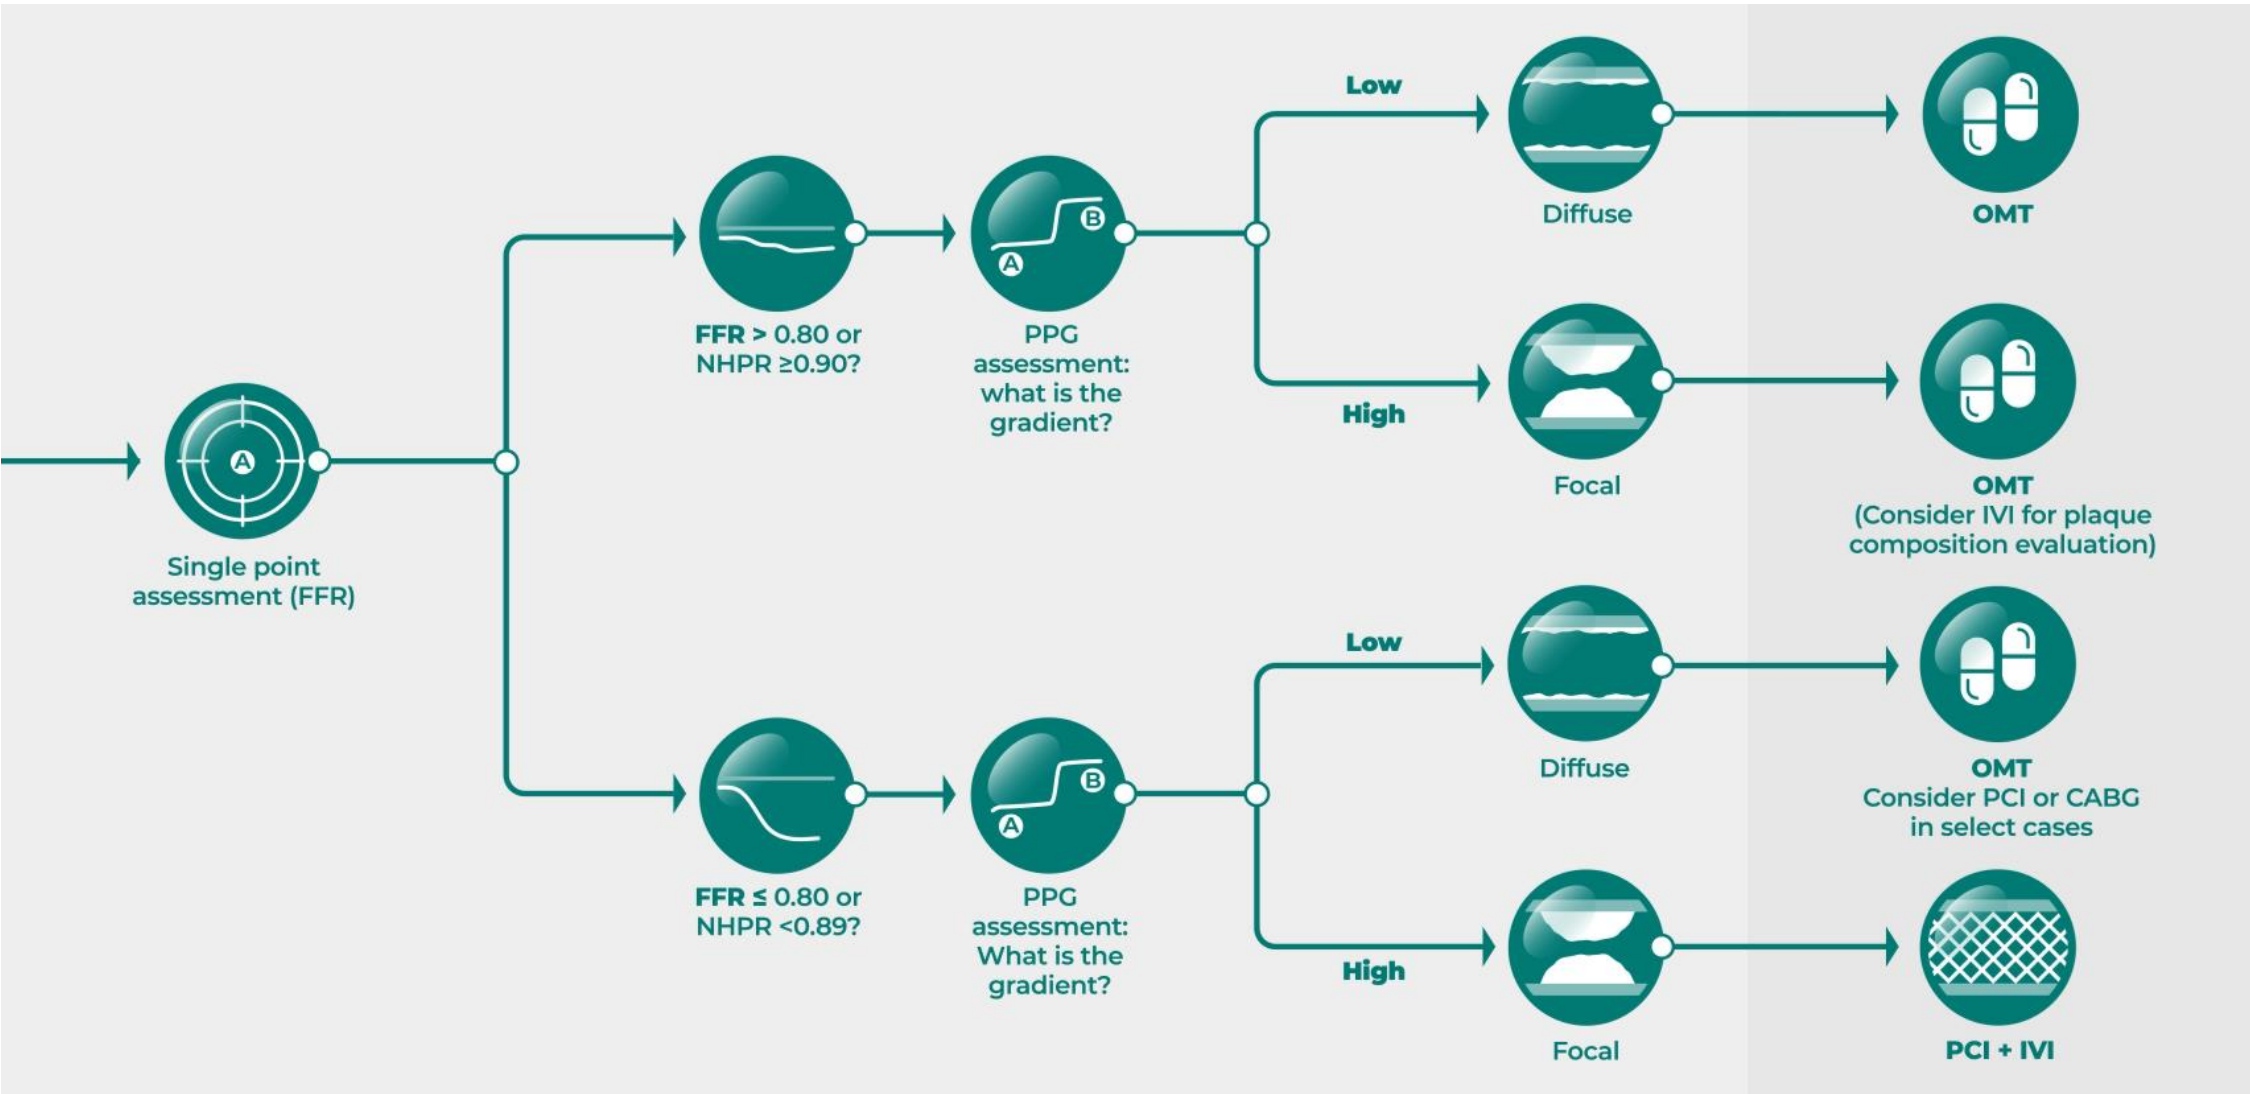 A
Single point
assessment (FFR)
FFR > 0.80 or
NHPR ≥0.90?
A
B
PPG
assessment:
what is the
gradient?
Low
Diffuse
OMT
High
Focal
OMT
(Consider IVI for plaque
composition evaluation)
FFR ≤ 0.80 or
NHPR <0.89?
A
B
PPG
assessment:
What is the
gradient?
Low
Diffuse
OMT
Consider PCI or CABG
in select cases
High
Focal
PCI + IVI